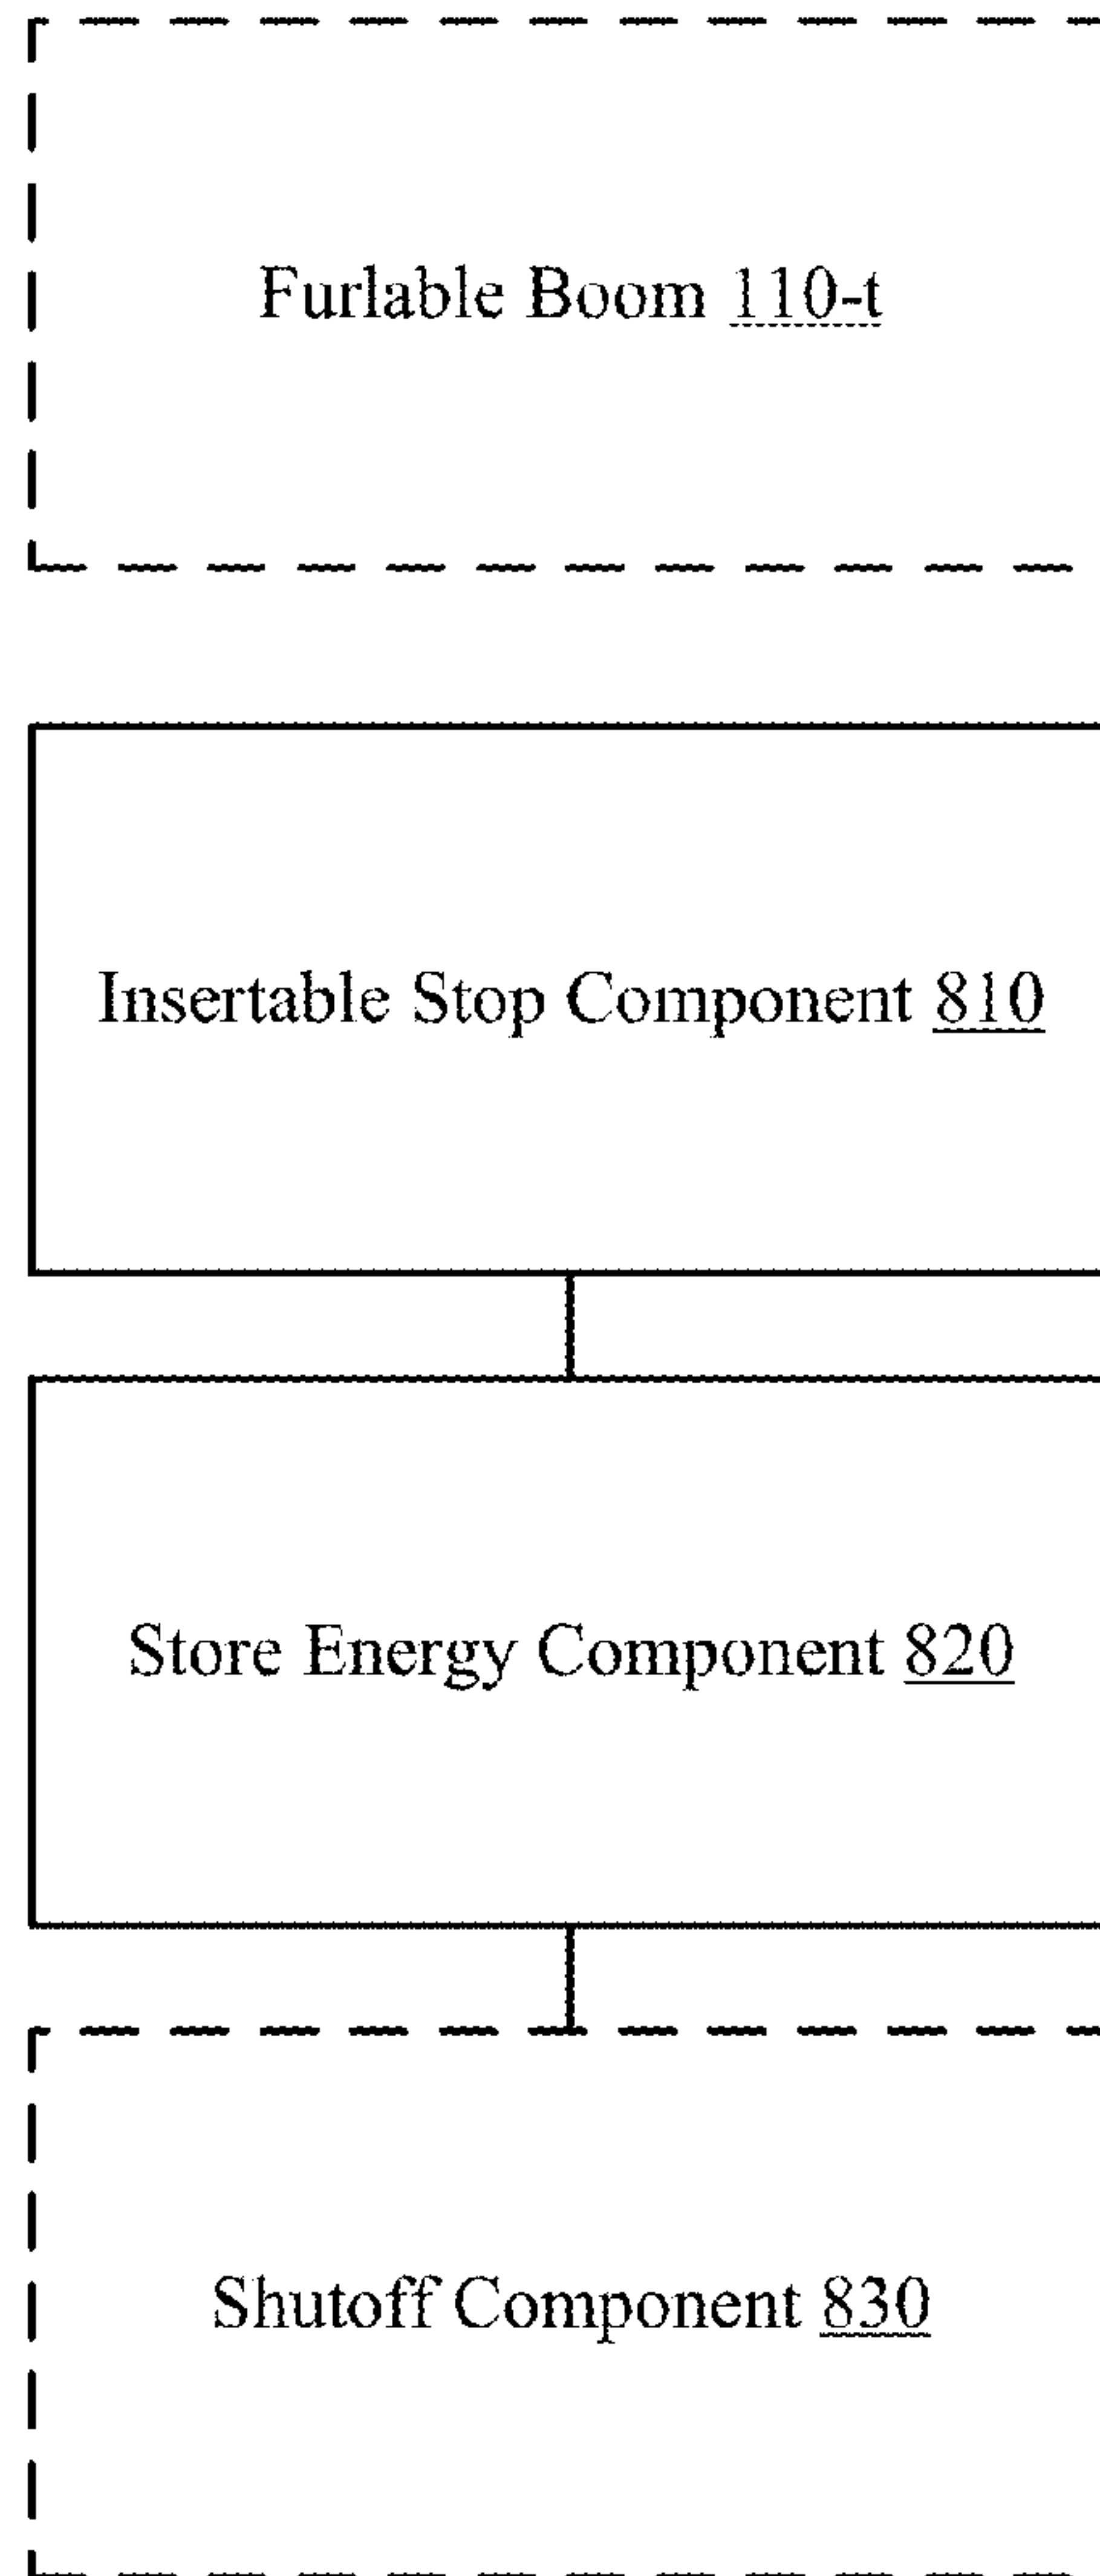 Furlable Boom 110-t
Insertable Stop Component 810
Store Energy Component 820
Shutoff Component 830